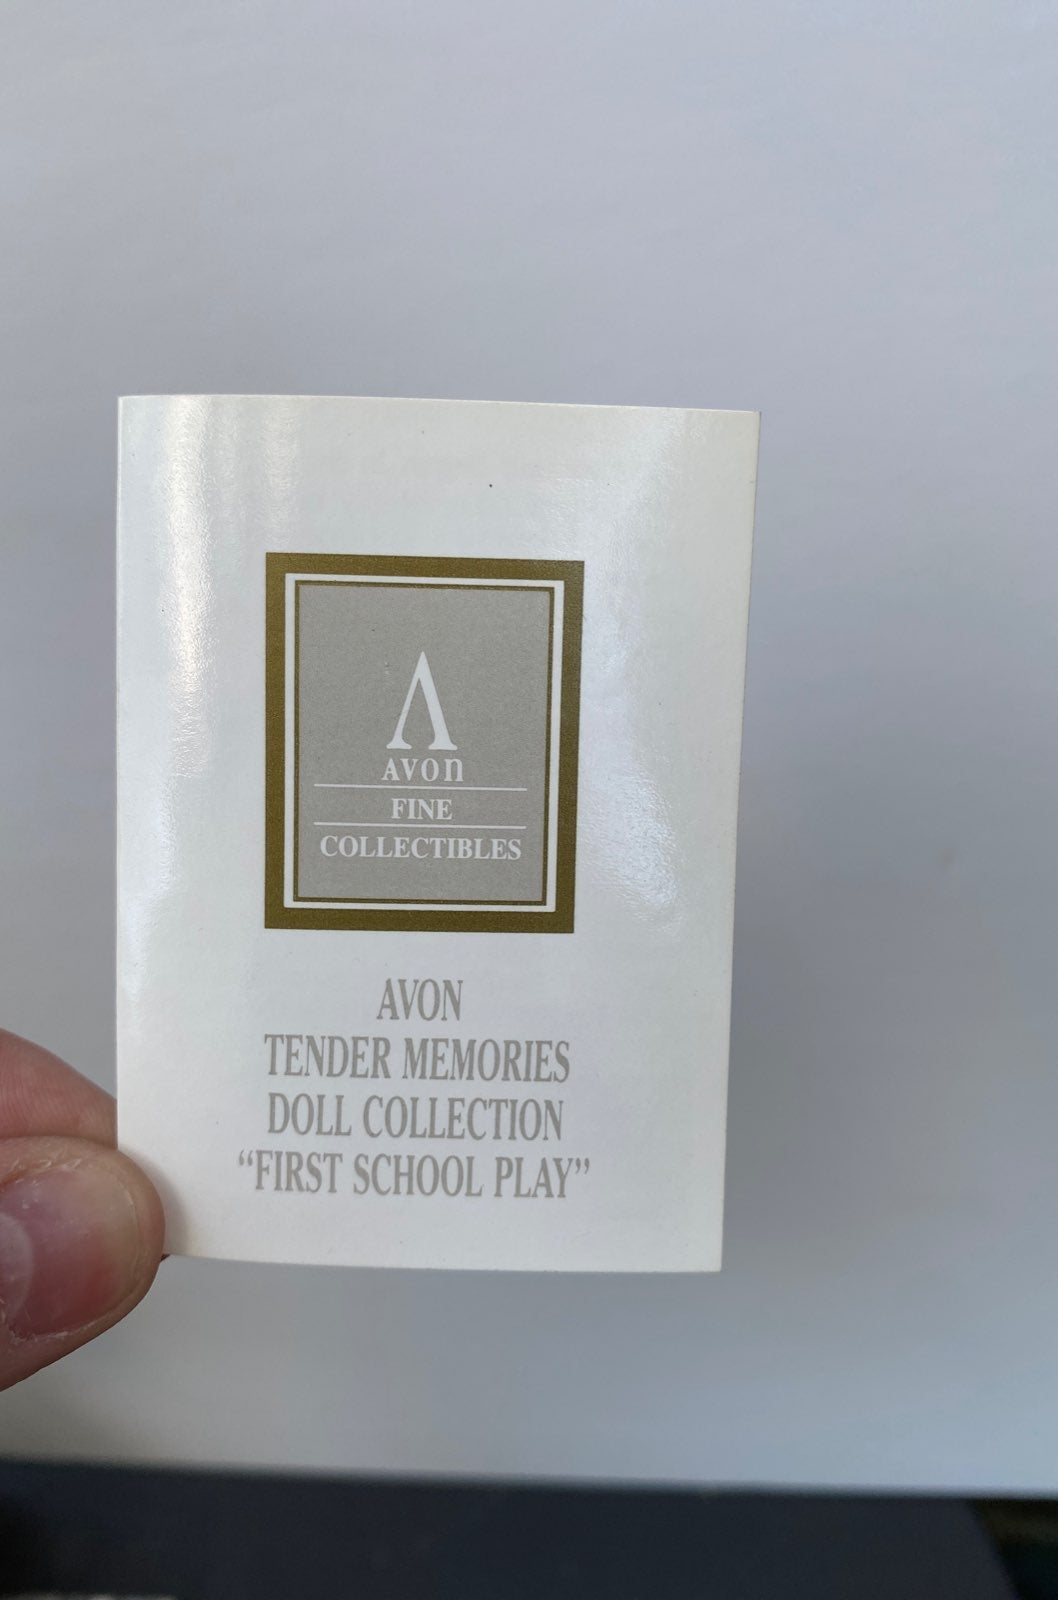 AVON
FINE
COLLECTIBLES
AVON
TENDER MEMORIES
DOLL COLLECTION
“FIRST SCHOOL PLAY”